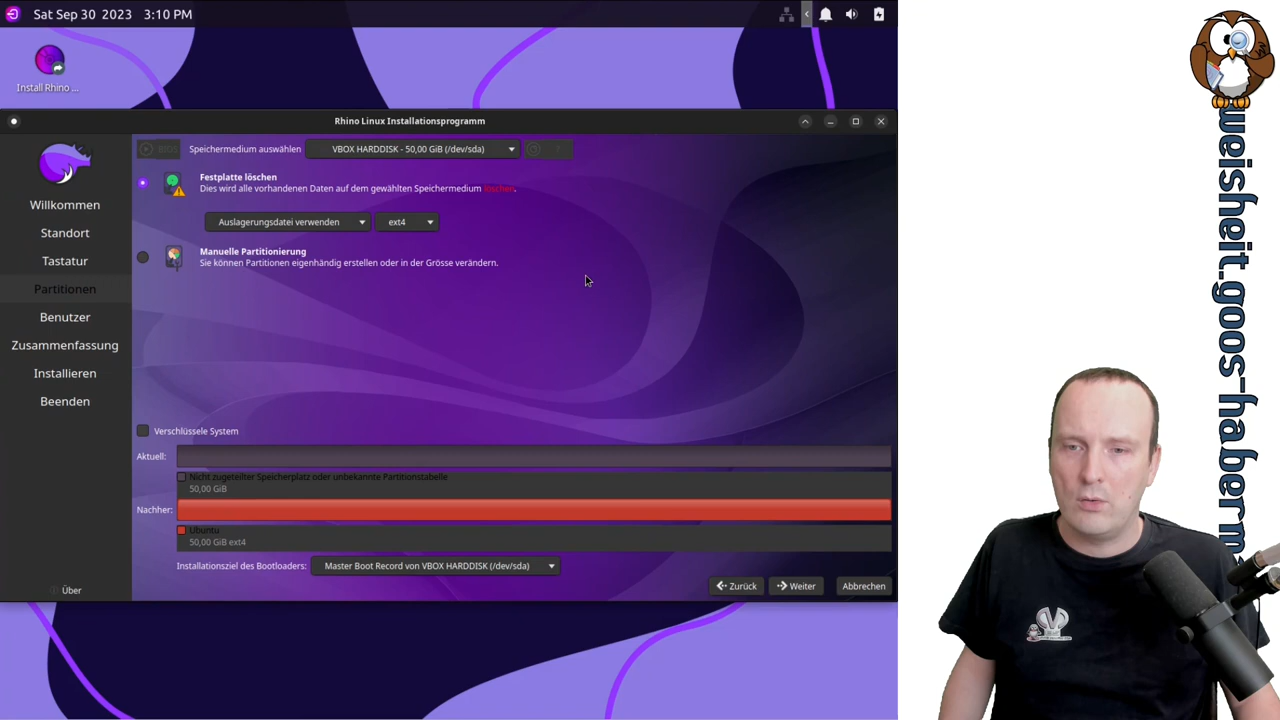 Sat Sep 30 2023 3:10 PM
Install Rhino ...
Rhino Linux Installationsprogramm
BIOS
Speichermedium auswählen
VBOX HARDDISK - 50,00 GiB (/dev/sda)
?
Festplatte löschen
Dies wird alle vorhandenen Daten auf dem gewählten Speichermedium löschen.
Auslagerungsdatei verwenden
ext4
Manuelle Partitionierung
Sie können Partitionen eigenhändig erstellen oder in der Grösse verändern.
Willkommen
Standort
Tastatur
Partitionen
Benutzer
Zusammenfassung
Installieren
Beenden
Über
Verschlüssele System
Aktuell:
Nicht zugeteilter Speicherplatz oder unbekannte Partitionstabelle
50,00 GiB
Nachher:
Ubuntu
50,00 GiB ext4
Installationsziel des Bootloaders:
Master Boot Record von VBOX HARDDISK (/dev/sda)
Zurück
Weiter
Abbrechen